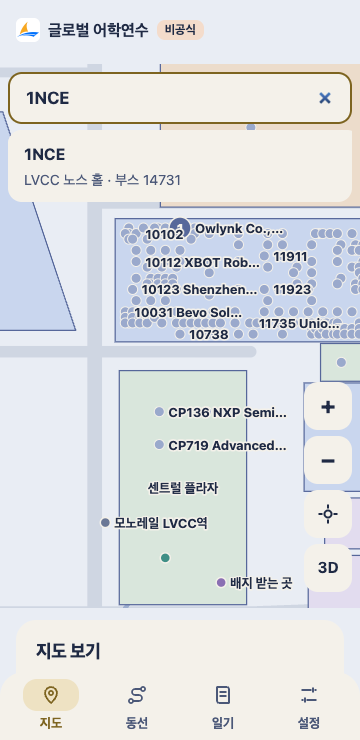 글로벌 어학연수
비공식
1NCE
1NCE
LVCC 노스 홀 · 부스 14731
10102
Owlynk Co.,...
10112 XBOT Rob...
11911
10123 Shenzhen...
11923
10031 Bevo Sol...
11735 Unio...
10738
CP136 NXP Semi...
CP719 Advanced...
센트럴 플라자
모노레일 LVCC역
배지 받는 곳
3D
지도 보기
지도
동선
일기
설정